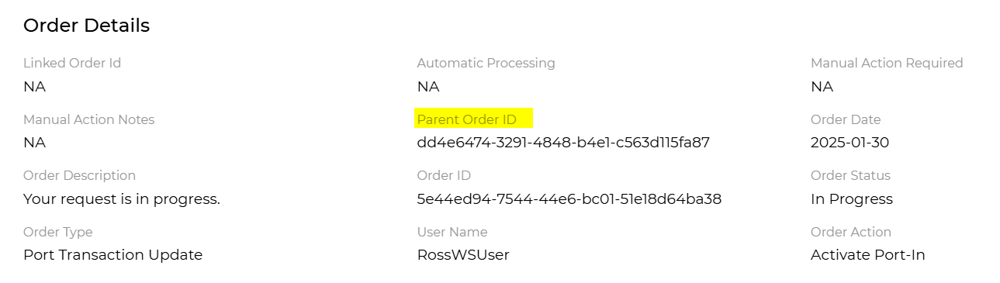 Order Details
Linked Order Id Automatic Processing Manual Action Required
NA NA NA
Manual Action Notes Parent Order ID Order Date
NA dd4e6474-3291-4848-b4e1-c563d115fa87 2025-01-30
Order Description Order ID Order Status
Your request is in progress. 5e44ed94-7544-44e6-bc01-51e18d64ba38 In Progress
Order Type User Name Order Action
Port Transaction Update RossWSUser Activate Port-In